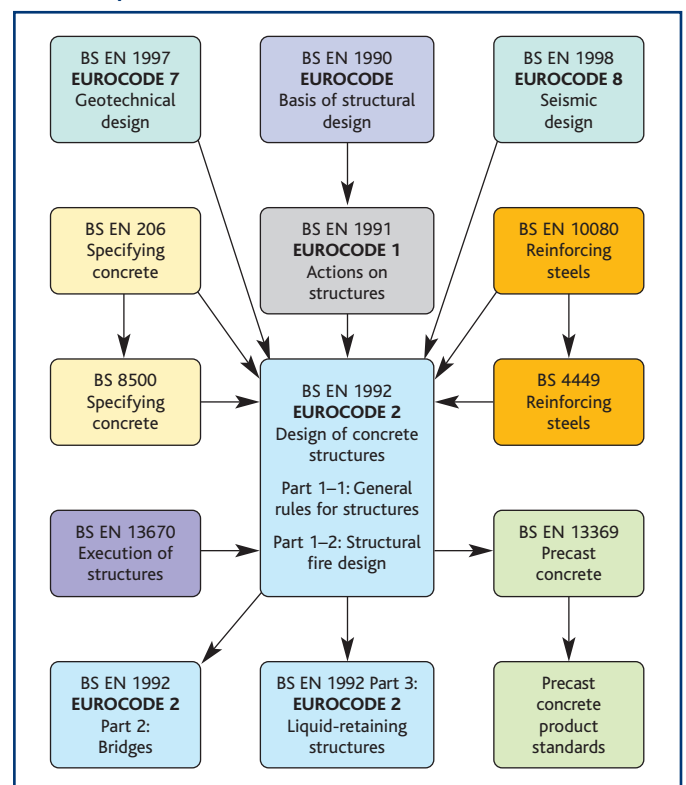 BS EN 1997
EUROCODE 7
Geotechnical
design
BS EN 1990
EUROCODE
Basis of structural
design
BS EN 1998
EUROCODE 8
Seismic
design
BS EN 206
Specifying
concrete
BS EN 1991
EUROCODE 1
Actions on
structures
BS EN 10080
Reinforcing
steels
BS 8500
Specifying
concrete
BS EN 1992
EUROCODE 2
Design of concrete
structures
Part 1–1: General
rules for structures
Part 1–2: Structural
fire design
BS 4449
Reinforcing
steels
BS EN 13670
Execution of
structures
BS EN 13369
Precast
concrete
BS EN 1992
EUROCODE 2
Part 2:
Bridges
BS EN 1992 Part 3:
EUROCODE 2
Liquid-retaining
structures
Precast
concrete
product
standards